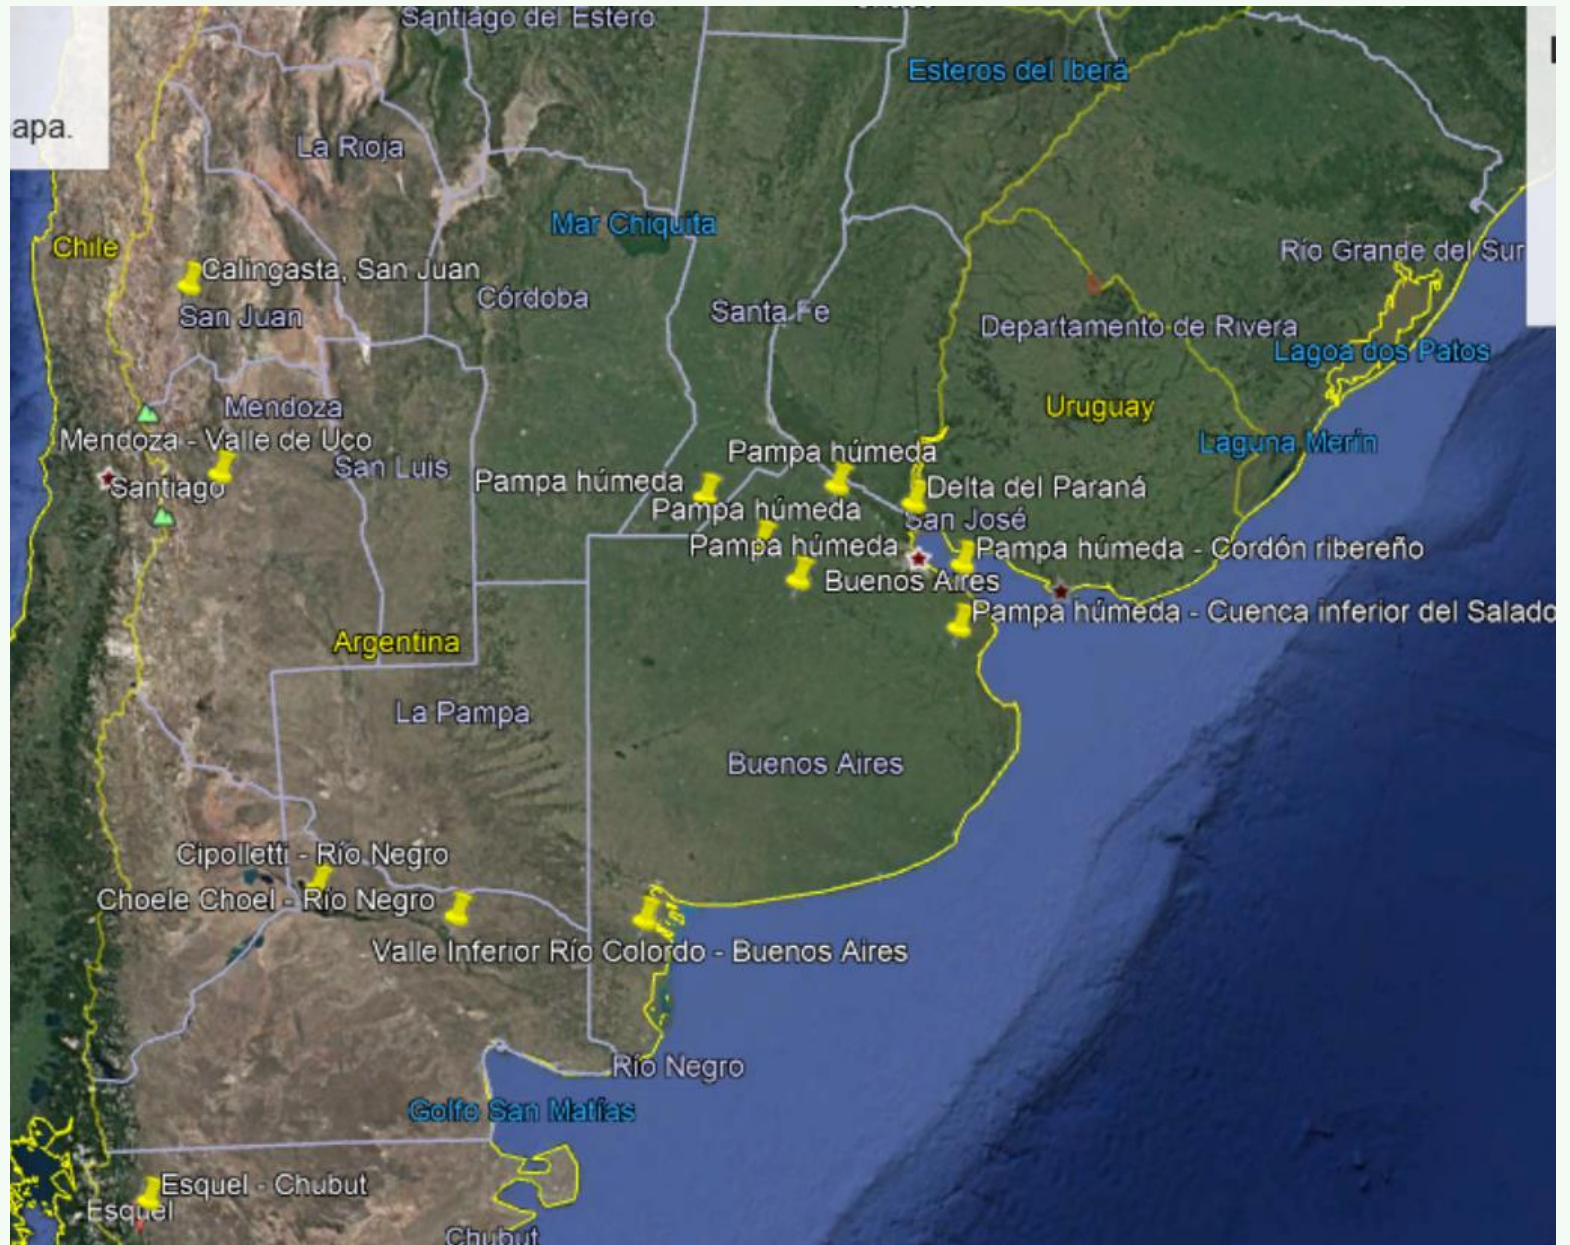 Santiago del Estero
Esteros del Iberá
apa.
La Rioja
Mar Chiquita
Chile
Río Grande del Sur
Calingasta, San Juan
Córdoba
San Juan
Santa Fe
Departamento de Rivera
Lagoa dos Patos
Mendoza
Uruguay
Mendoza - Valle de Uco
Laguna Merín
Pampa húmeda
San Luis
Pampa húmeda
Santiago
Delta del Paraná
Pampa húmeda
San José
Pampa húmeda
Pampa húmeda - Cordón ribereño
Buenos Aires
Pampa húmeda - Cuenca inferior del Salado
Argentina
La Pampa
Buenos Aires
Cipolletti - Río Negro
Choele Choel - Río Negro
Valle Inferior Río Colordo - Buenos Aires
Río Negro
Golfo San Matías
Esquel - Chubut
Esquel
Chubut